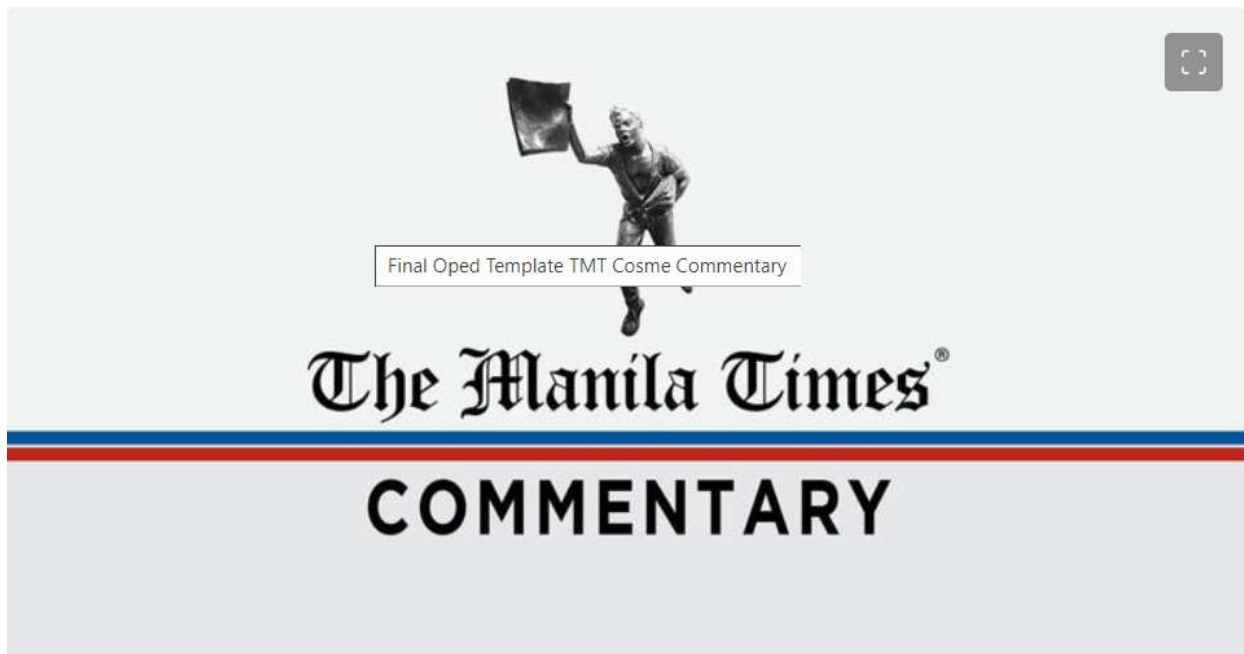 Final Oped Template TMT Cosme Commentary
The Manila Times®
COMMENTARY